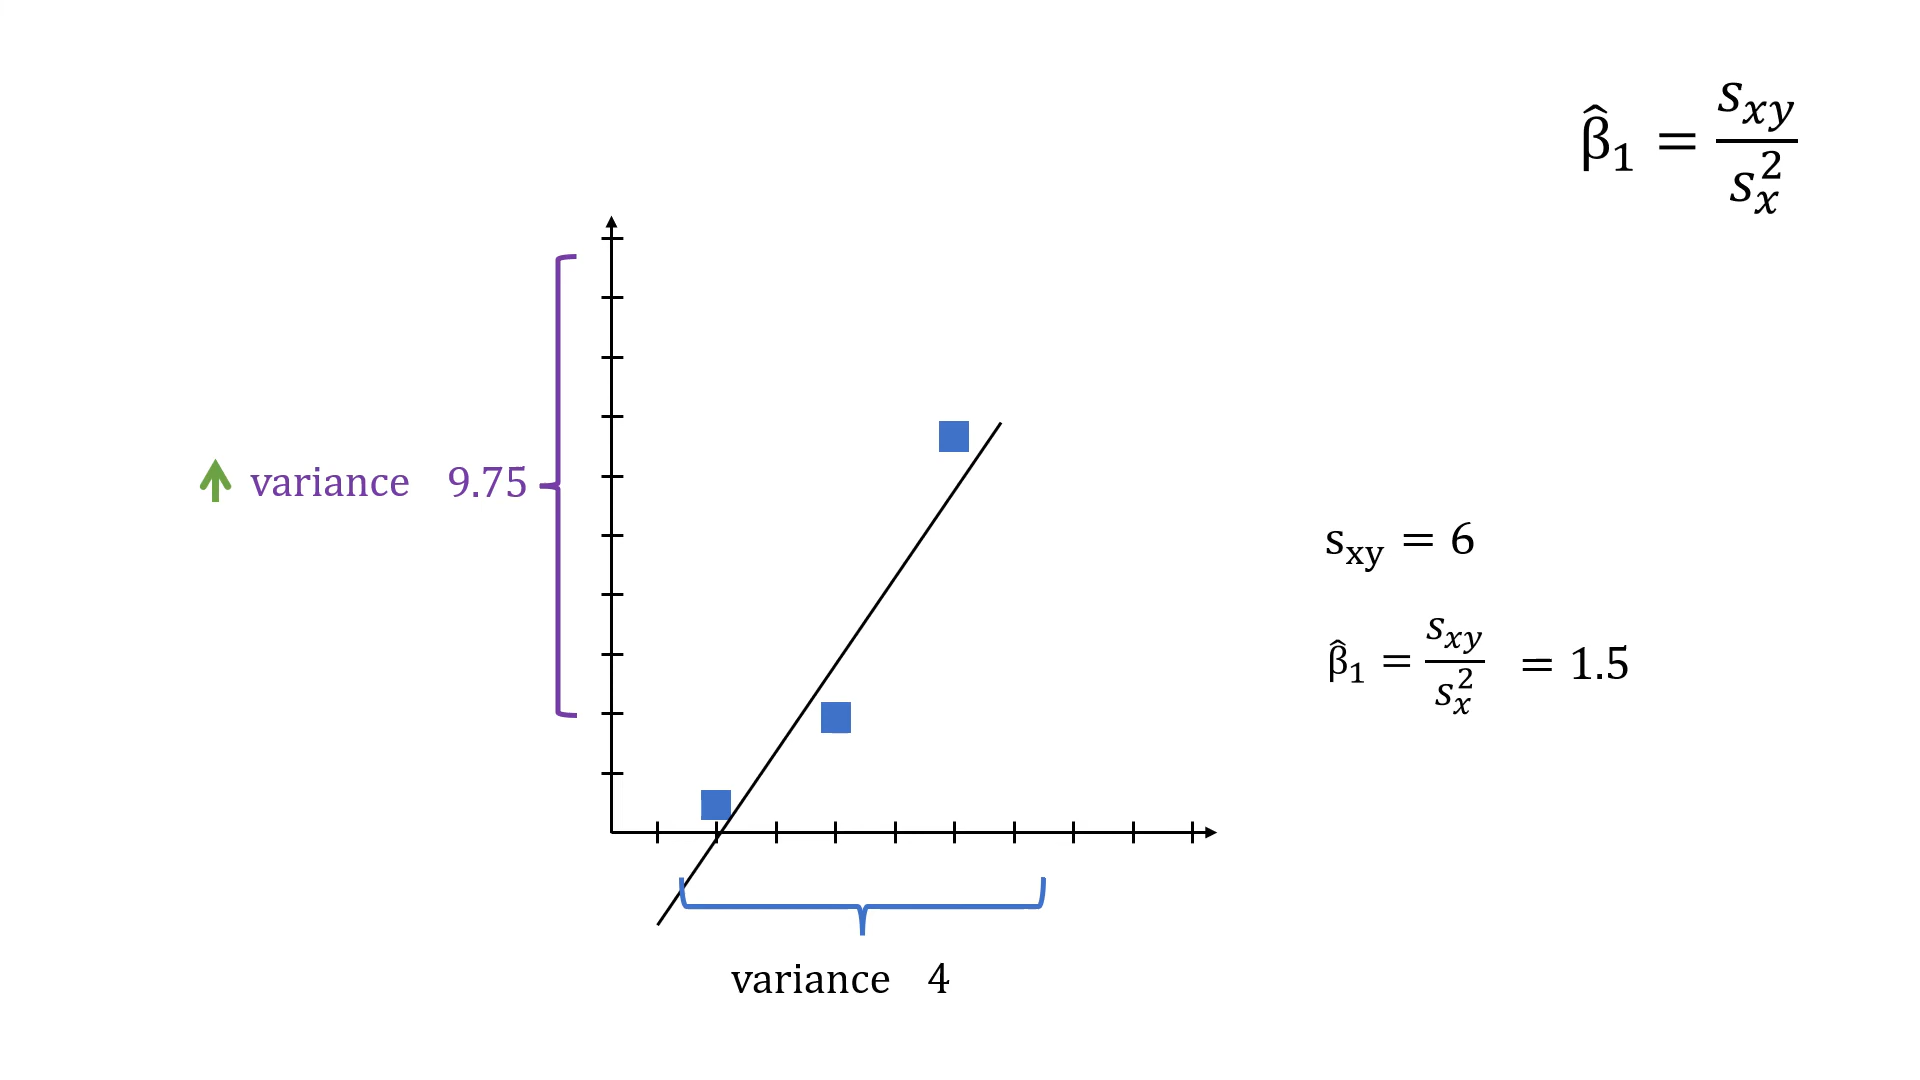 β̂₁ = sxy / sx²
variance 9.75
sxy = 6
β̂₁ = sxy / sx² = 1.5
variance 4